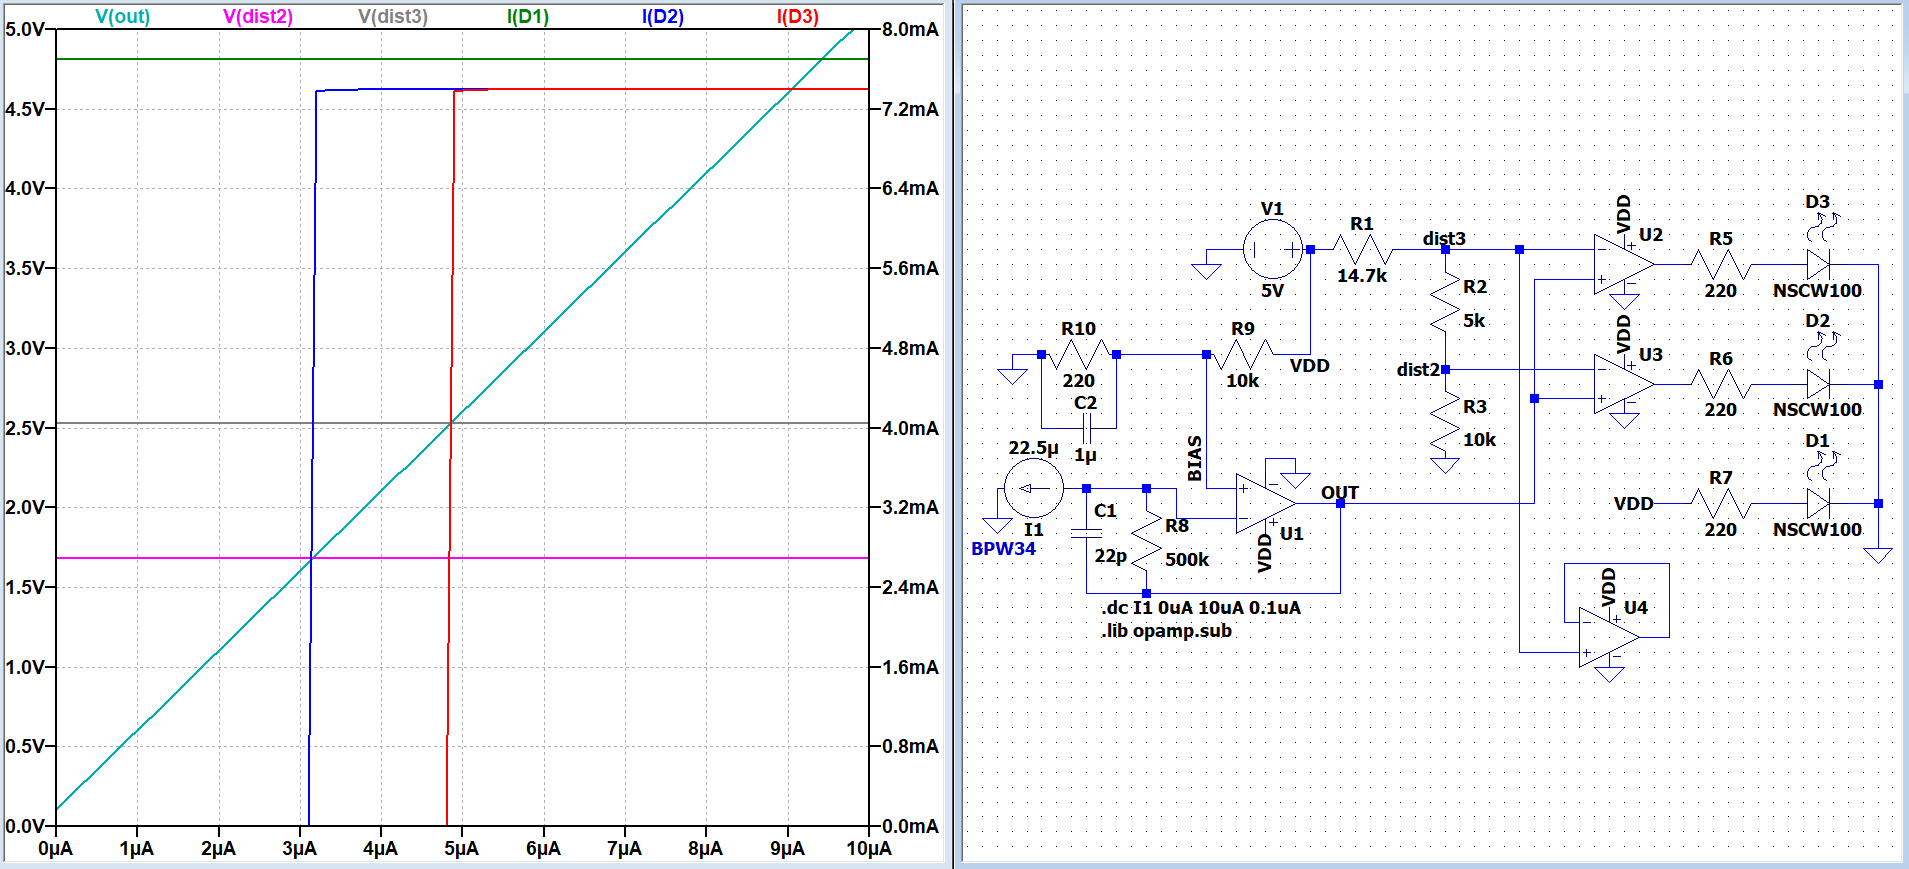 V(out) V(dist2) V(dist3) I(D1) I(D2) I(D3)
5.0V 8.0mA
4.5V 7.2mA
4.0V 6.4mA
3.5V 5.6mA
3.0V 4.8mA
2.5V 4.0mA
2.0V 3.2mA
1.5V 2.4mA
1.0V 1.6mA
0.5V 0.8mA
0.0V 0.0mA
0µA 1µA 2µA 3µA 4µA 5µA 6µA 7µA 8µA 9µA 10µA
V1
5V
R1
14.7k
dist3
R2
5k
dist2
R3
10k
VDD
U2
R5
220
D3
NSCW100
VDD
U3
R6
220
D2
NSCW100
VDD
R7
220
D1
NSCW100
R10
220
C2
1µ
R9
10k
VDD
BIAS
22.5µ
I1
BPW34
C1
22p
R8
500k
VDD
U1
OUT
.dc I1 0uA 10uA 0.1uA
.lib opamp.sub
VDD
U4